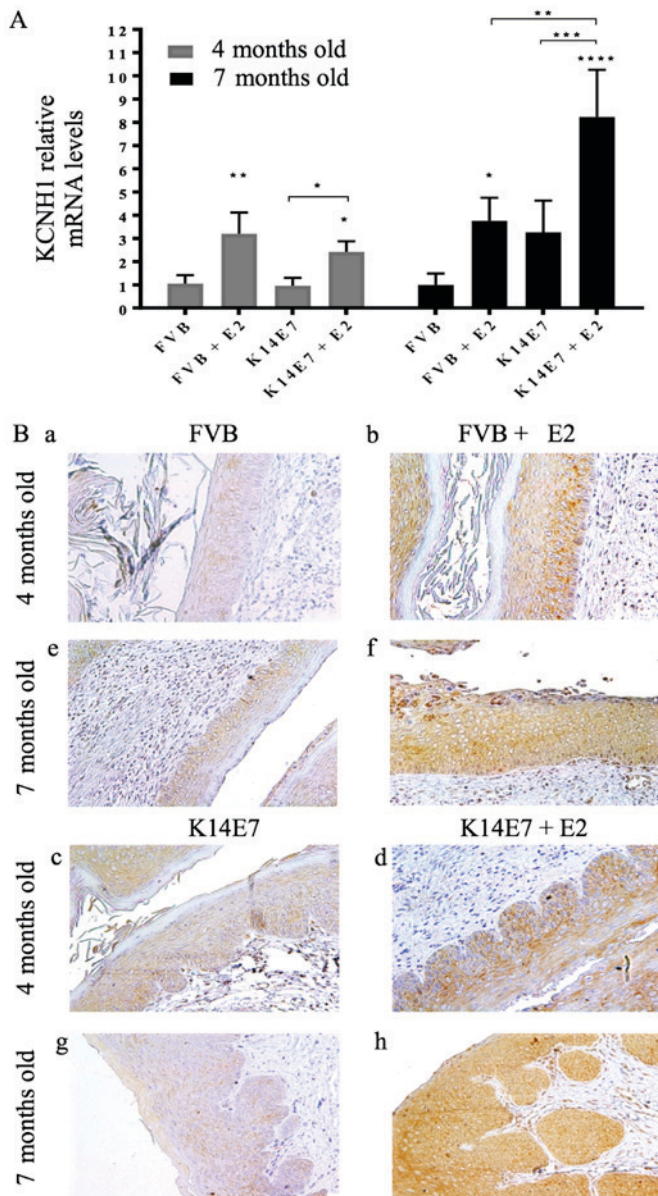 A
KCNH1 relative
mRNA levels
12
11
10
9
8
7
6
5
4
3
2
1
0
4 months old
7 months old
**
*
*
*
**
***
****
FVB
FVB + E2
K14E7
K14E7 + E2
FVB
FVB + E2
K14E7
K14E7 + E2
B a FVB b FVB + E2
4 months old
e f
7 months old
K14E7 K14E7 + E2
c d
4 months old
g h
7 months old